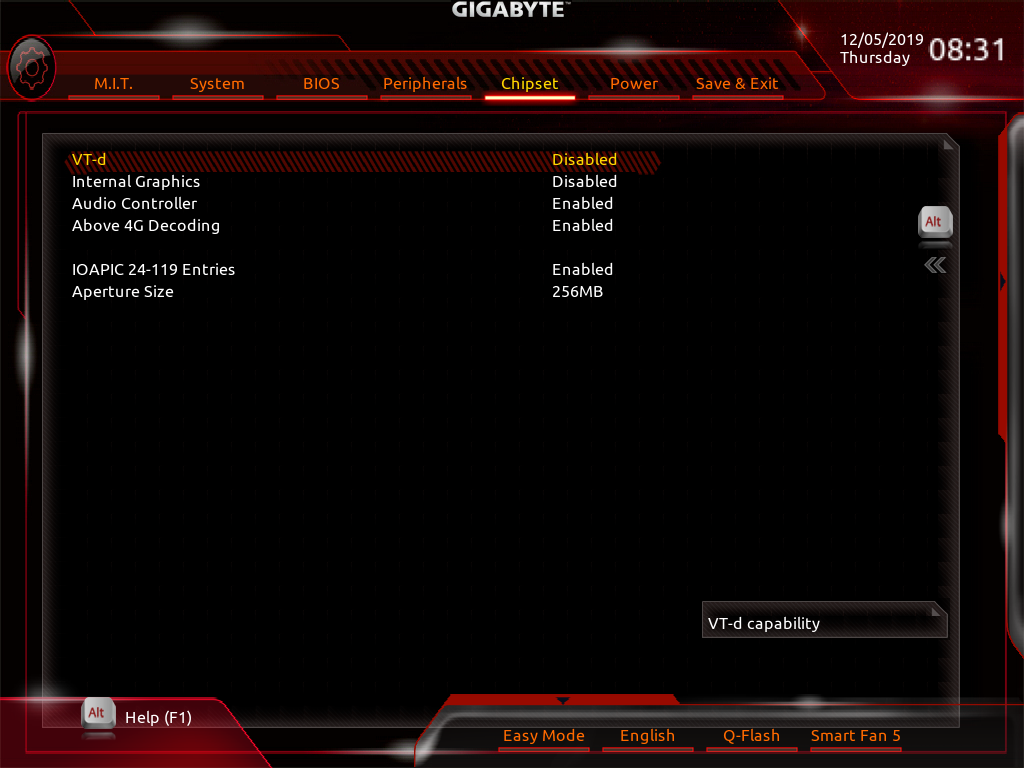 GIGABYTE™
12/05/2019
Thursday
08:31
M.I.T. System BIOS Peripherals Chipset Power Save & Exit
VT-d Disabled
Internal Graphics Disabled
Audio Controller Enabled
Above 4G Decoding Enabled
Alt
IOAPIC 24-119 Entries Enabled
Aperture Size 256MB
VT-d capability
Alt Help (F1)
Easy Mode English Q-Flash Smart Fan 5